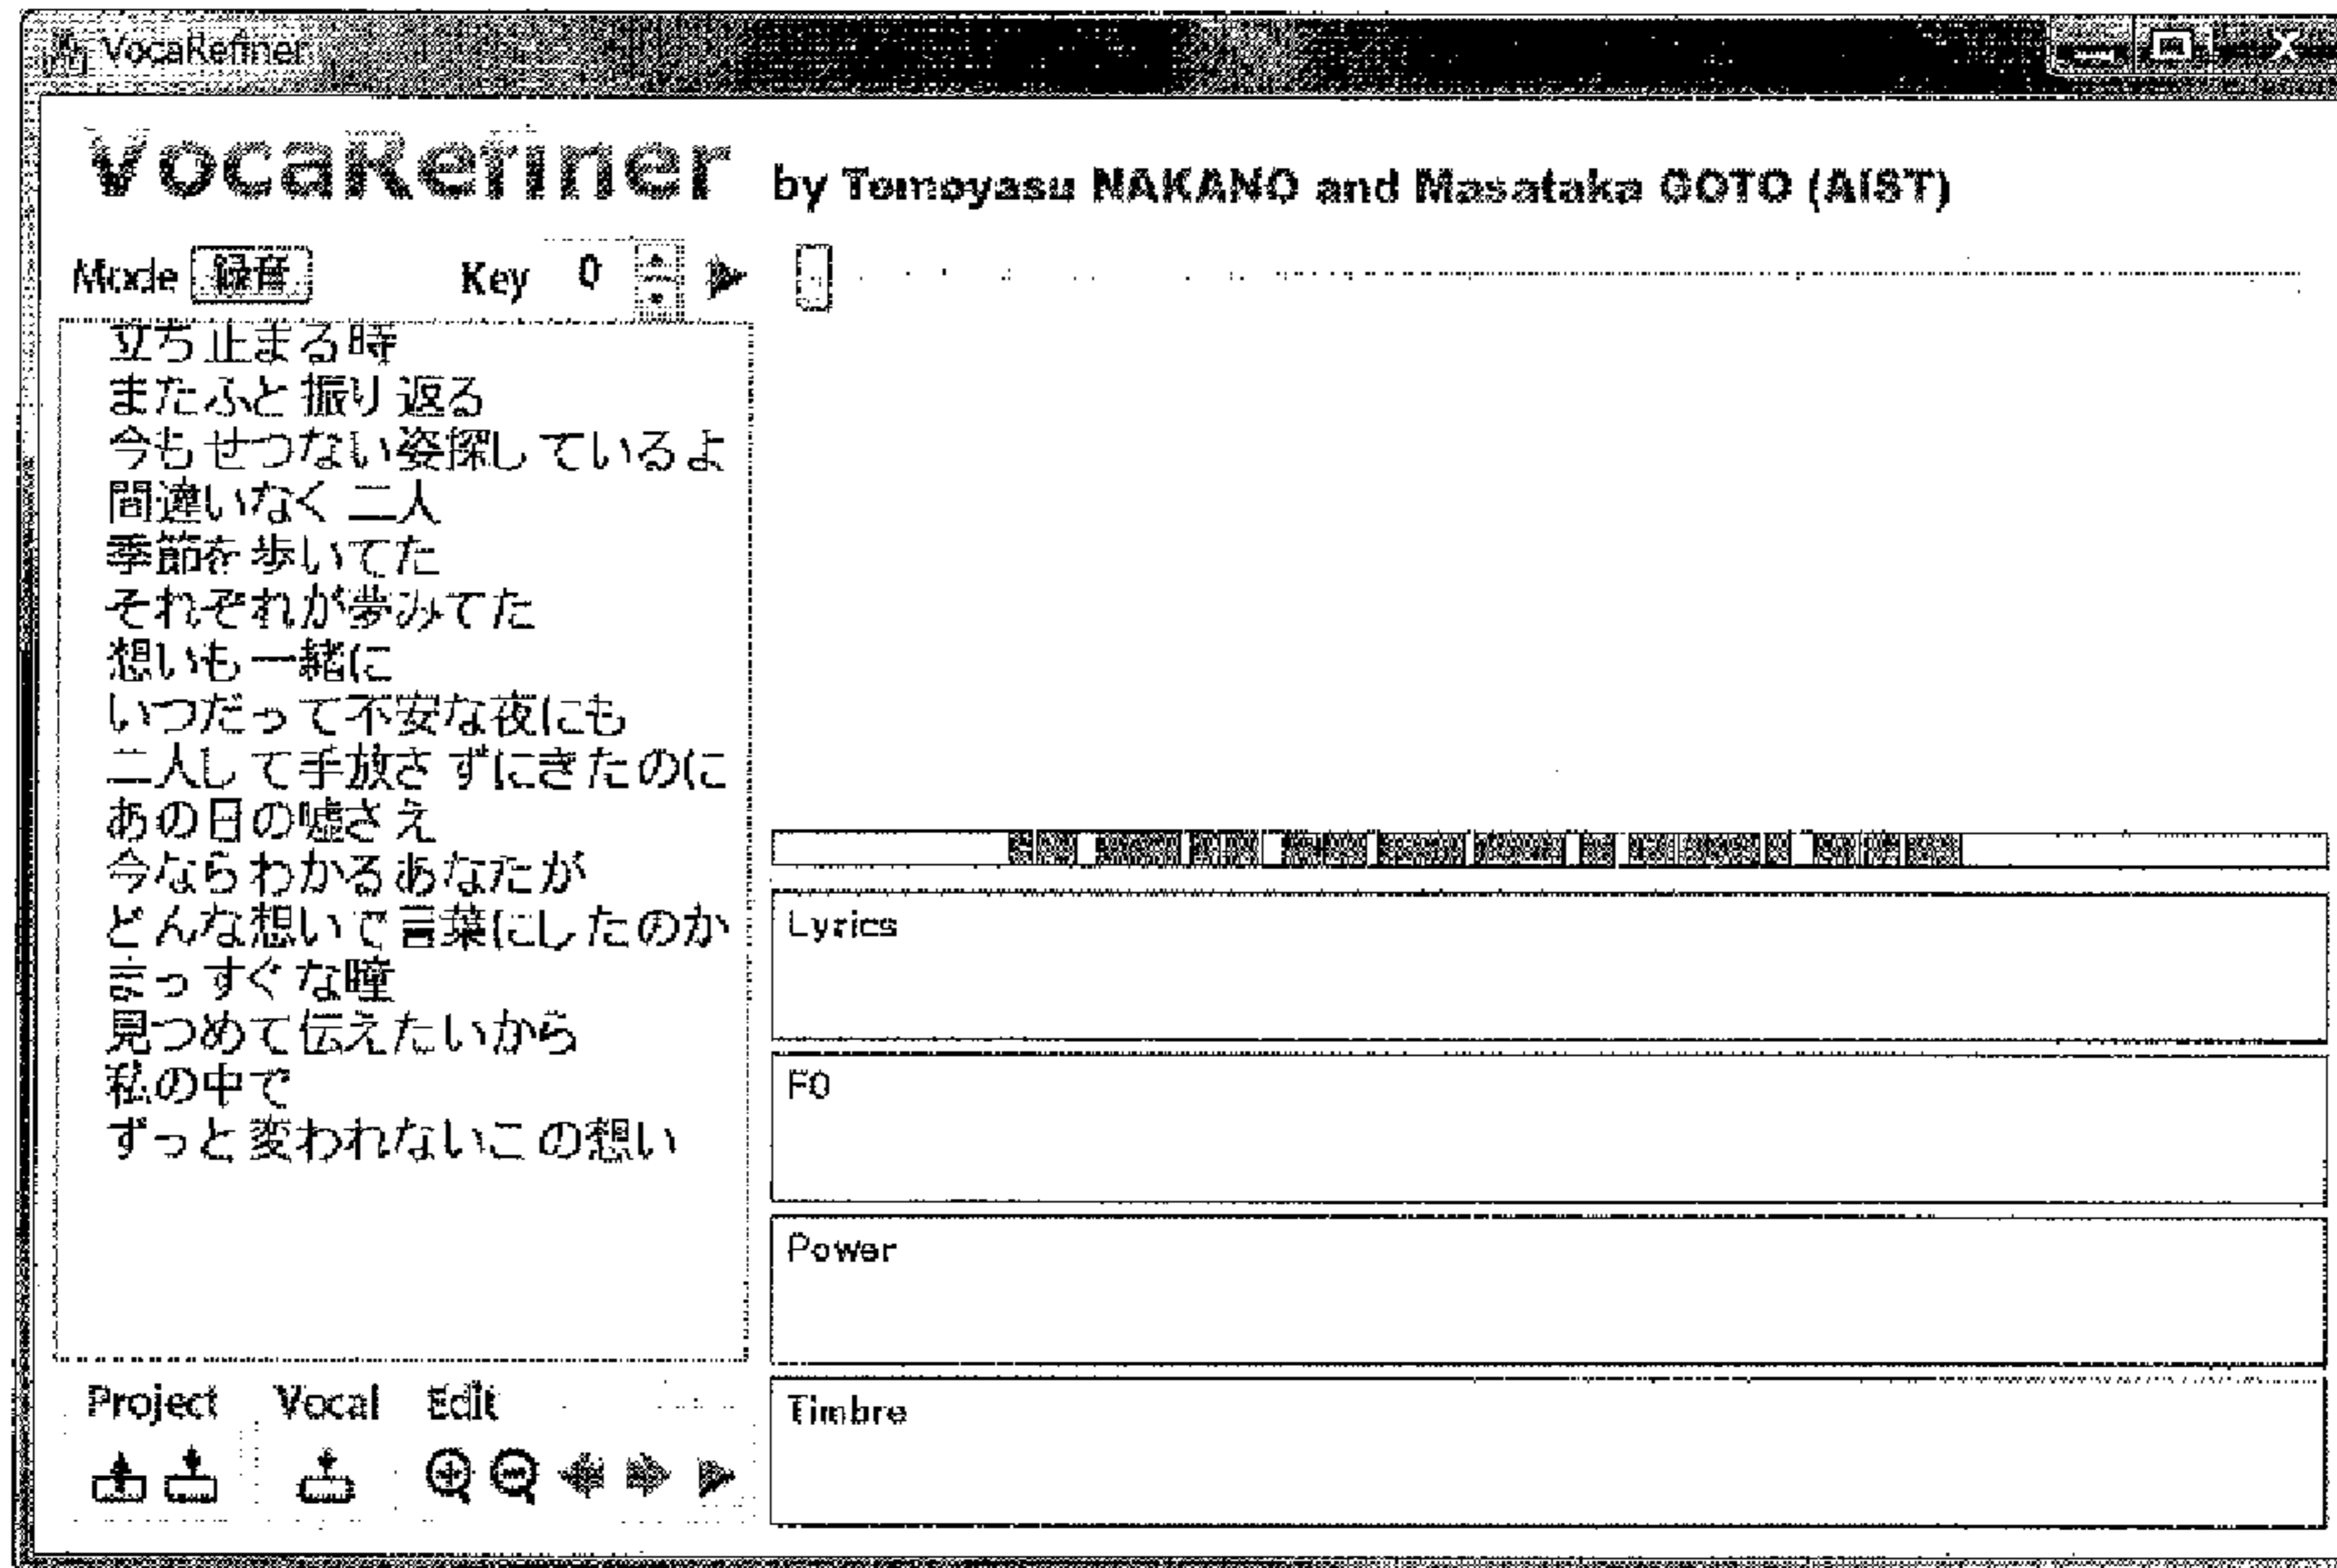 VocaRefiner
VocaRefiner by Tomoyasu NAKANO and Masataka GOTO (AIST)
Mode 録音 Key 0
立ち止まる時
またふと振り返る
今もせつない姿探しているよ
間違いなく二人
季節を歩いてた
それぞれが夢みてた
想いも一緒に
いつだって不安な夜にも
二人して手放さずにきたのに
あの日の嘘さえ
今ならわかるあなたが
どんな想いで言葉にしたのか
まっすぐな瞳
見つめて伝えたいから
私の中で
ずっと変われないこの想い
Lyrics
F0
Power
Timbre
Project Vocal Edit